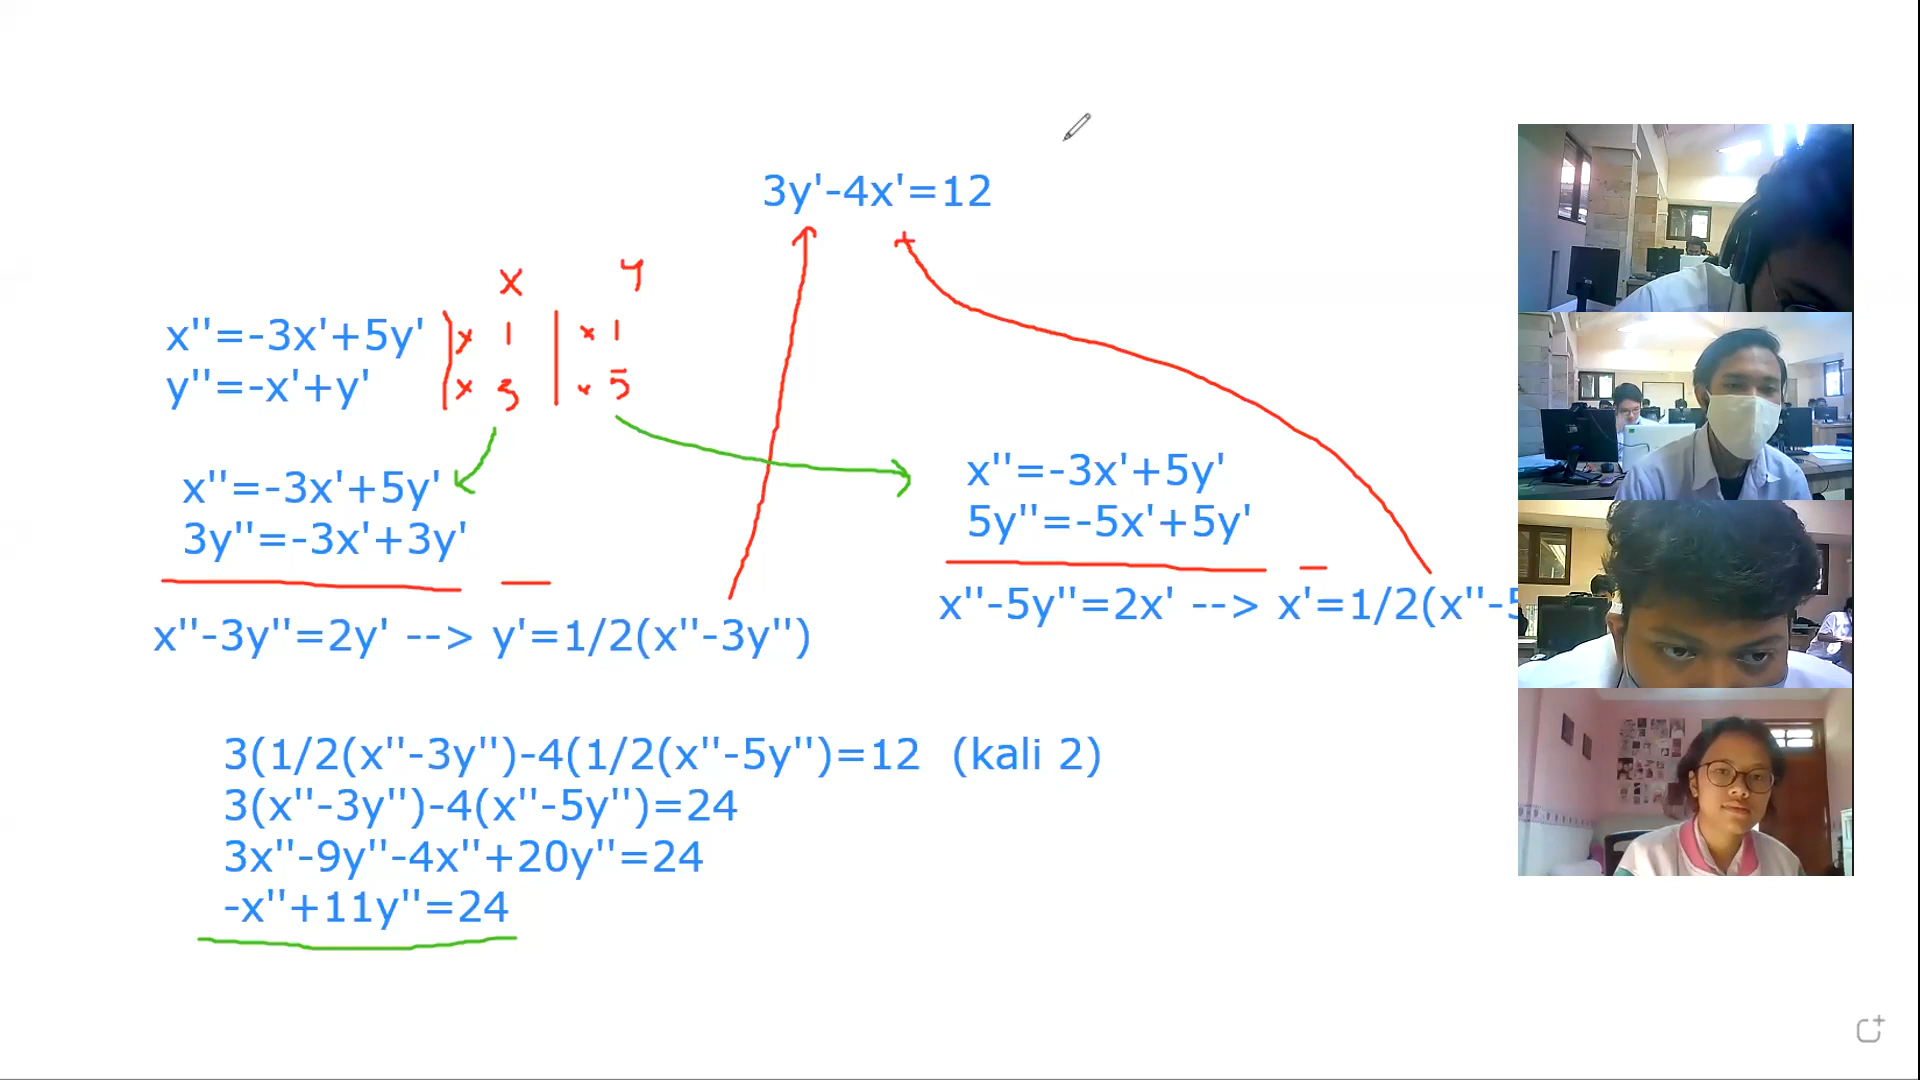 3y'-4x'=12
x y
x''=-3x'+5y' x 1 x 1
y''=-x'+y' x 3 x 5
x''=-3x'+5y'
3y''=-3x'+3y'
x''-3y''=2y' --> y'=1/2(x''-3y'')
x''=-3x'+5y'
5y''=-5x'+5y'
x''-5y''=2x' --> x'=1/2(x''-5
3(1/2(x''-3y'')-4(1/2(x''-5y'')=12 (kali 2)
3(x''-3y'')-4(x''-5y'')=24
3x''-9y''-4x''+20y''=24
-x''+11y''=24